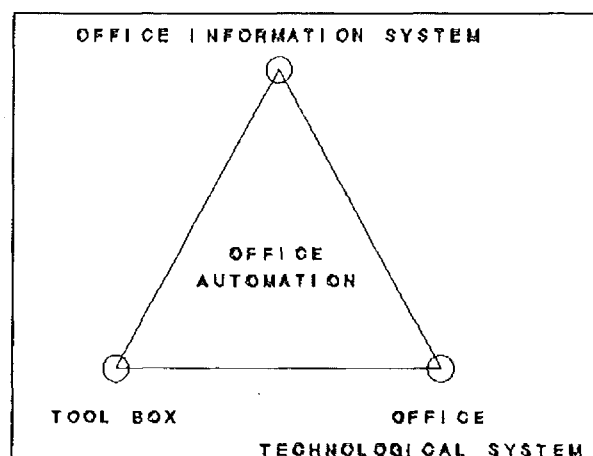 OFFICE INFORMATION SYSTEM
OFFICE
AUTOMATION
TOOL BOX
OFFICE
TECHNOLOGICAL SYSTEM